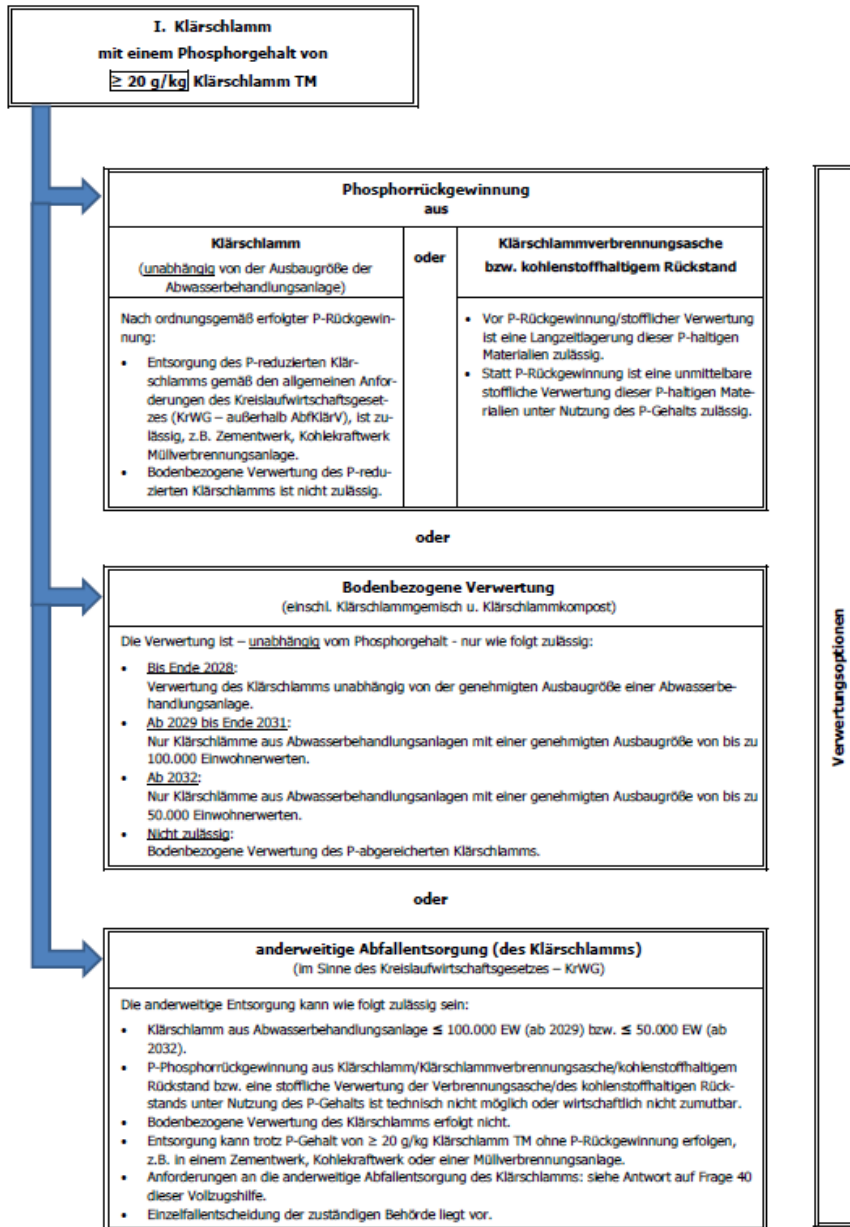 I. Klärschlamm
mit einem Phosphorgehalt von
≥ 20 g/kg Klärschlamm TM
Phosphorrückgewinnung
aus
Klärschlamm
(unabhängig von der Ausbaugröße der
Abwasserbehandlungsanlage)
Nach ordnungsgemäß erfolgter P-Rückgewin-
nung:
• Entsorgung des P-reduzierten Klär-
schlamms gemäß den allgemeinen Anfor-
derungen des Kreislaufwirtschaftsgeset-
zes (KrWG – außerhalb AbfKlärV), ist zu-
lässig, z.B. Zementwerk, Kohlekraftwerk
Müllverbrennungsanlage.
• Bodenbezogene Verwertung des P-redu-
zierten Klärschlamms ist nicht zulässig.
oder
Klärschlammverbrennungsasche
bzw. kohlenstoffhaltigem Rückstand
• Vor P-Rückgewinnung/stofflicher Verwertung
ist eine Langzeitlagerung dieser P-haltigen
Materialien zulässig.
• Statt P-Rückgewinnung ist eine unmittelbare
stoffliche Verwertung dieser P-haltigen Mate-
rialien unter Nutzung des P-Gehalts zulässig.
oder
Bodenbezogene Verwertung
(einschl. Klärschlammgemisch u. Klärschlammkompost)
Die Verwertung ist – unabhängig vom Phosphorgehalt - nur wie folgt zulässig:
• Bis Ende 2028:
Verwertung des Klärschlamms unabhängig von der genehmigten Ausbaugröße einer Abwasserbe-
handlungsanlage.
• Ab 2029 bis Ende 2031:
Nur Klärschlämme aus Abwasserbehandlungsanlagen mit einer genehmigten Ausbaugröße von bis zu
100.000 Einwohnerwerten.
• Ab 2032:
Nur Klärschlämme aus Abwasserbehandlungsanlagen mit einer genehmigten Ausbaugröße von bis zu
50.000 Einwohnerwerten.
• Nicht zulässig:
Bodenbezogene Verwertung des P-abgereicherten Klärschlamms.
oder
anderweitige Abfallentsorgung (des Klärschlamms)
(im Sinne des Kreislaufwirtschaftsgesetzes – KrWG)
Die anderweitige Entsorgung kann wie folgt zulässig sein:
• Klärschlamm aus Abwasserbehandlungsanlage ≤ 100.000 EW (ab 2029) bzw. ≤ 50.000 EW (ab
2032).
• P-Phosphorrückgewinnung aus Klärschlamm/Klärschlammverbrennungsasche/kohlenstoffhaltigem
Rückstand bzw. eine stoffliche Verwertung der Verbrennungsasche/des kohlenstoffhaltigen Rück-
stands unter Nutzung des P-Gehalts ist technisch nicht möglich oder wirtschaftlich nicht zumutbar.
• Bodenbezogene Verwertung des Klärschlamms erfolgt nicht.
• Entsorgung kann trotz P-Gehalt von ≥ 20 g/kg Klärschlamm TM ohne P-Rückgewinnung erfolgen,
z.B. in einem Zementwerk, Kohlekraftwerk oder einer Müllverbrennungsanlage.
• Anforderungen an die anderweitige Abfallentsorgung des Klärschlamms: siehe Antwort auf Frage 40
dieser Vollzugshilfe.
• Einzelfallentscheidung der zuständigen Behörde liegt vor.
Verwertungsoptionen